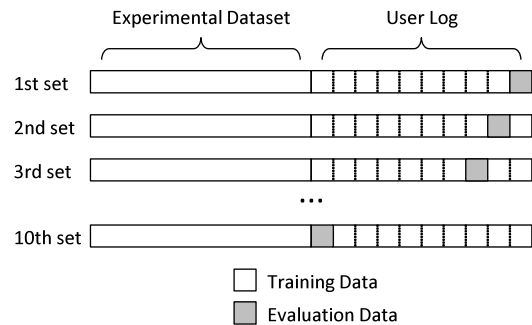 Experimental Dataset
User Log
1st set
2nd set
3rd set
...
10th set
Training Data
Evaluation Data